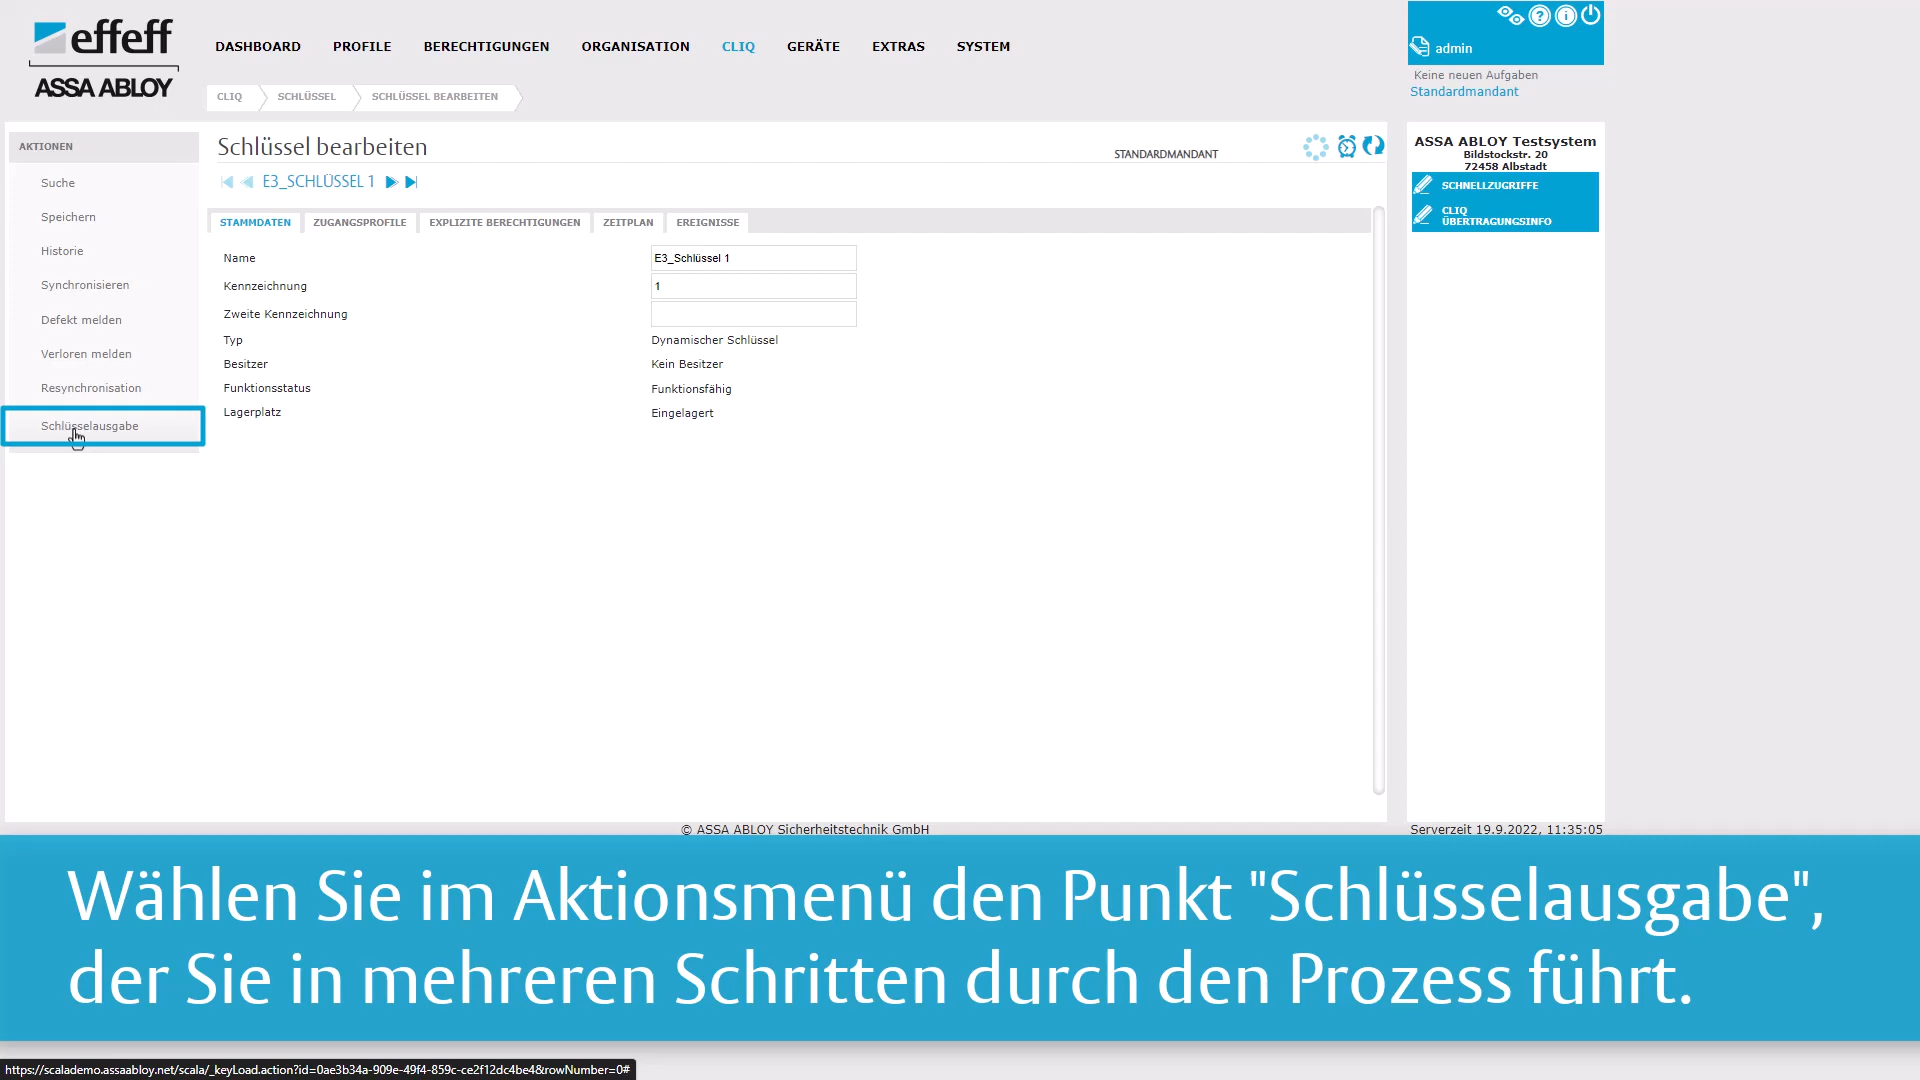 effeff
ASSA ABLOY
DASHBOARD PROFILE BERECHTIGUNGEN ORGANISATION CLIQ GERÄTE EXTRAS SYSTEM
admin
Keine neuen Aufgaben
Standardmandant
CLIQ SCHLÜSSEL SCHLÜSSEL BEARBEITEN
AKTIONEN
Suche
Speichern
Historie
Synchronisieren
Defekt melden
Verloren melden
Resynchronisation
Schlüsselausgabe
Schlüssel bearbeiten
STANDARDMANDANT
E3_SCHLÜSSEL 1
STAMMDATEN ZUGANGSPROFILE EXPLIZITE BERECHTIGUNGEN ZEITPLAN EREIGNISSE
Name E3_Schlüssel 1
Kennzeichnung 1
Zweite Kennzeichnung
Typ Dynamischer Schlüssel
Besitzer Kein Besitzer
Funktionsstatus Funktionsfähig
Lagerplatz Eingelagert
ASSA ABLOY Testsystem
Bildstockstr. 20
72458 Albstadt
SCHNELLZUGRIFFE
CLIQ
ÜBERTRAGUNGSINFO
© ASSA ABLOY Sicherheitstechnik GmbH
Serverzeit 19.9.2022, 11:35:05
Wählen Sie im Aktionsmenü den Punkt "Schlüsselausgabe",
der Sie in mehreren Schritten durch den Prozess führt.
https://scalademo.assaabloy.net/scala/_keyLoad.action?id=0ae3b34a-909e-49f4-859c-ce2f12dc4be4&rowNumber=0#